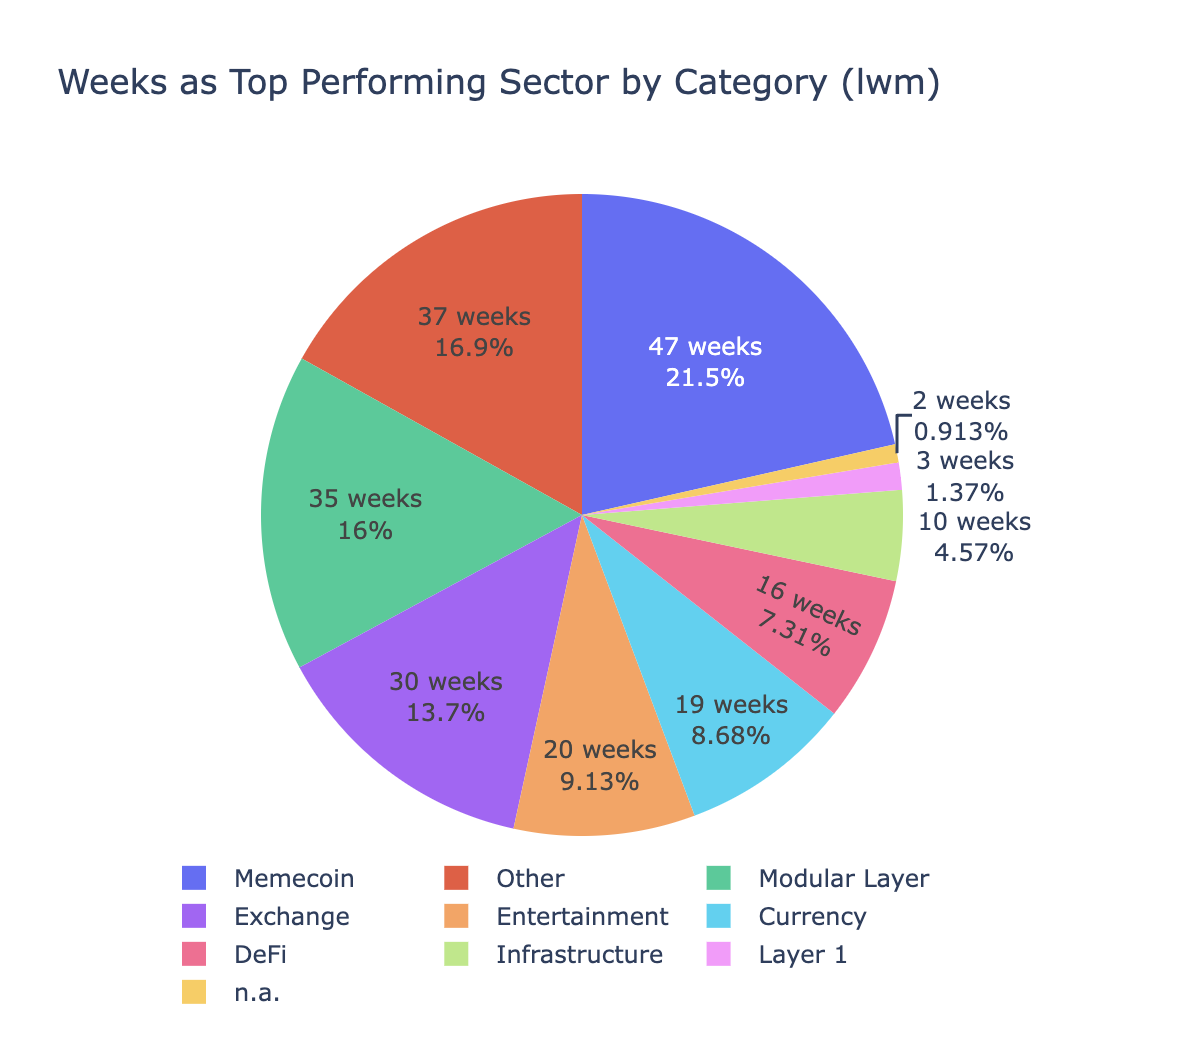 Weeks as Top Performing Sector by Category (lwm)
37 weeks
16.9%
47 weeks
21.5%
2 weeks
0.913%
3 weeks
1.37%
10 weeks
4.57%
35 weeks
16%
16 weeks
7.31%
30 weeks
13.7%
19 weeks
8.68%
20 weeks
9.13%
Memecoin
Other
Modular Layer
Exchange
Entertainment
Currency
DeFi
Infrastructure
Layer 1
n.a.